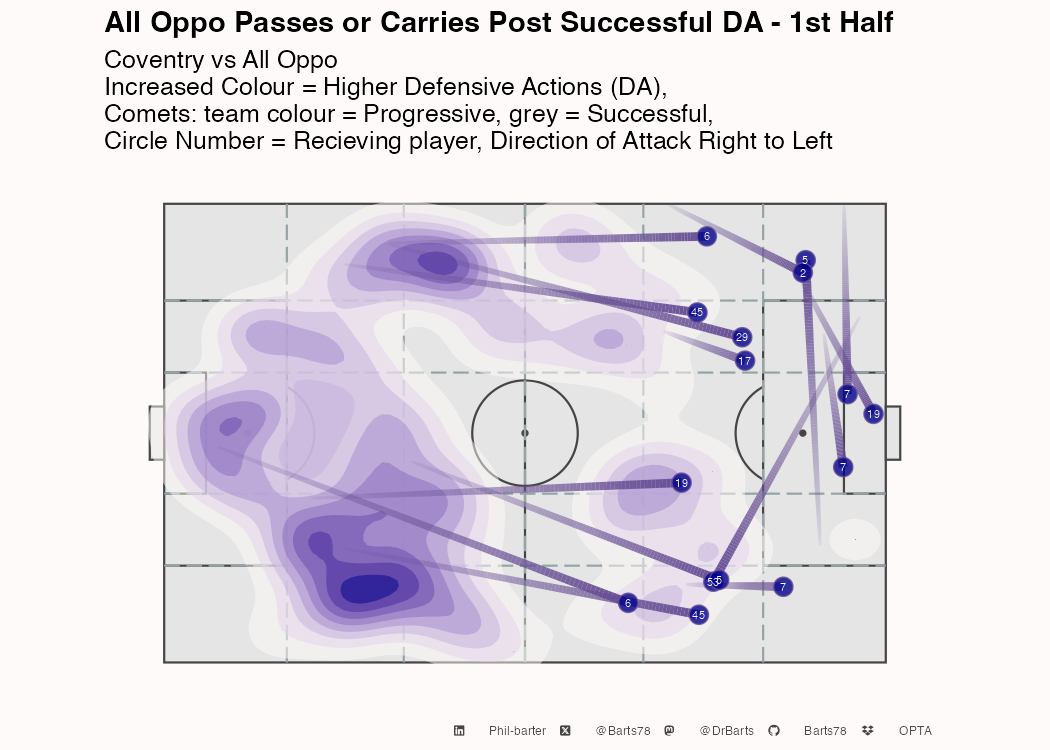 All Oppo Passes or Carries Post Successful DA - 1st Half
Coventry vs All Oppo
Increased Colour = Higher Defensive Actions (DA),
Comets: team colour = Progressive, grey = Successful,
Circle Number = Recieving player, Direction of Attack Right to Left
6
5
2
45
29
17
7
19
7
19
53
6
45
7
Phil-barter @Barts78 @DrBarts Barts78 OPTA